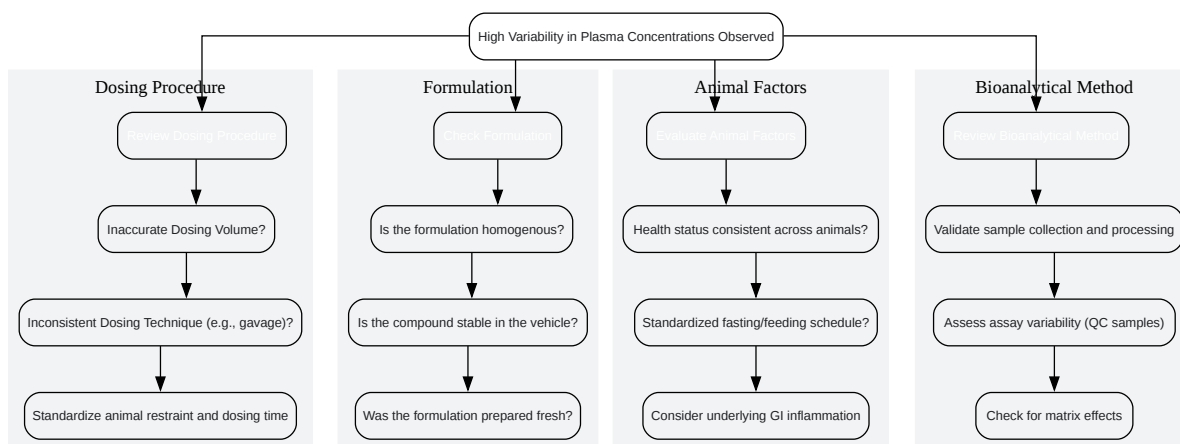 High Variability in Plasma Concentrations Observed
Dosing Procedure
Review Dosing Procedure
Inaccurate Dosing Volume?
Inconsistent Dosing Technique (e.g., gavage)?
Standardize animal restraint and dosing time
Formulation
Check Formulation
Is the formulation homogenous?
Is the compound stable in the vehicle?
Was the formulation prepared fresh?
Animal Factors
Evaluate Animal Factors
Health status consistent across animals?
Standardized fasting/feeding schedule?
Consider underlying GI inflammation
Bioanalytical Method
Review Bioanalytical Method
Validate sample collection and processing
Assess assay variability (QC samples)
Check for matrix effects